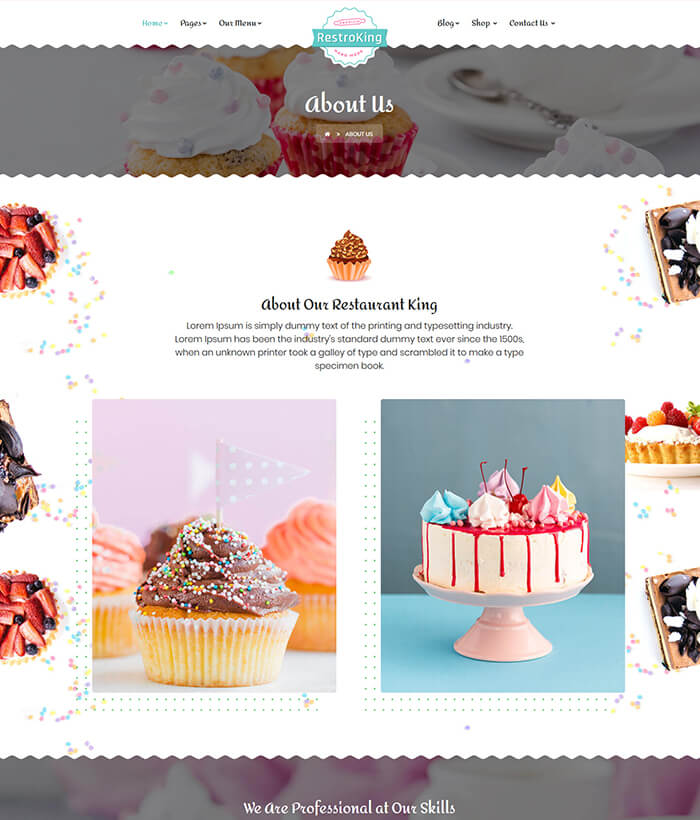 Home Pages Our Menu
RestroKing
HAND MADE
Blog Shop Contact Us
About Us
> ABOUT US
About Our Restaurant King
Lorem Ipsum is simply dummy text of the printing and typesetting industry.
Lorem Ipsum has been the industry's standard dummy text ever since the 1500s,
when an unknown printer took a galley of type and scrambled it to make a type
specimen book.
We Are Professional at Our Skills